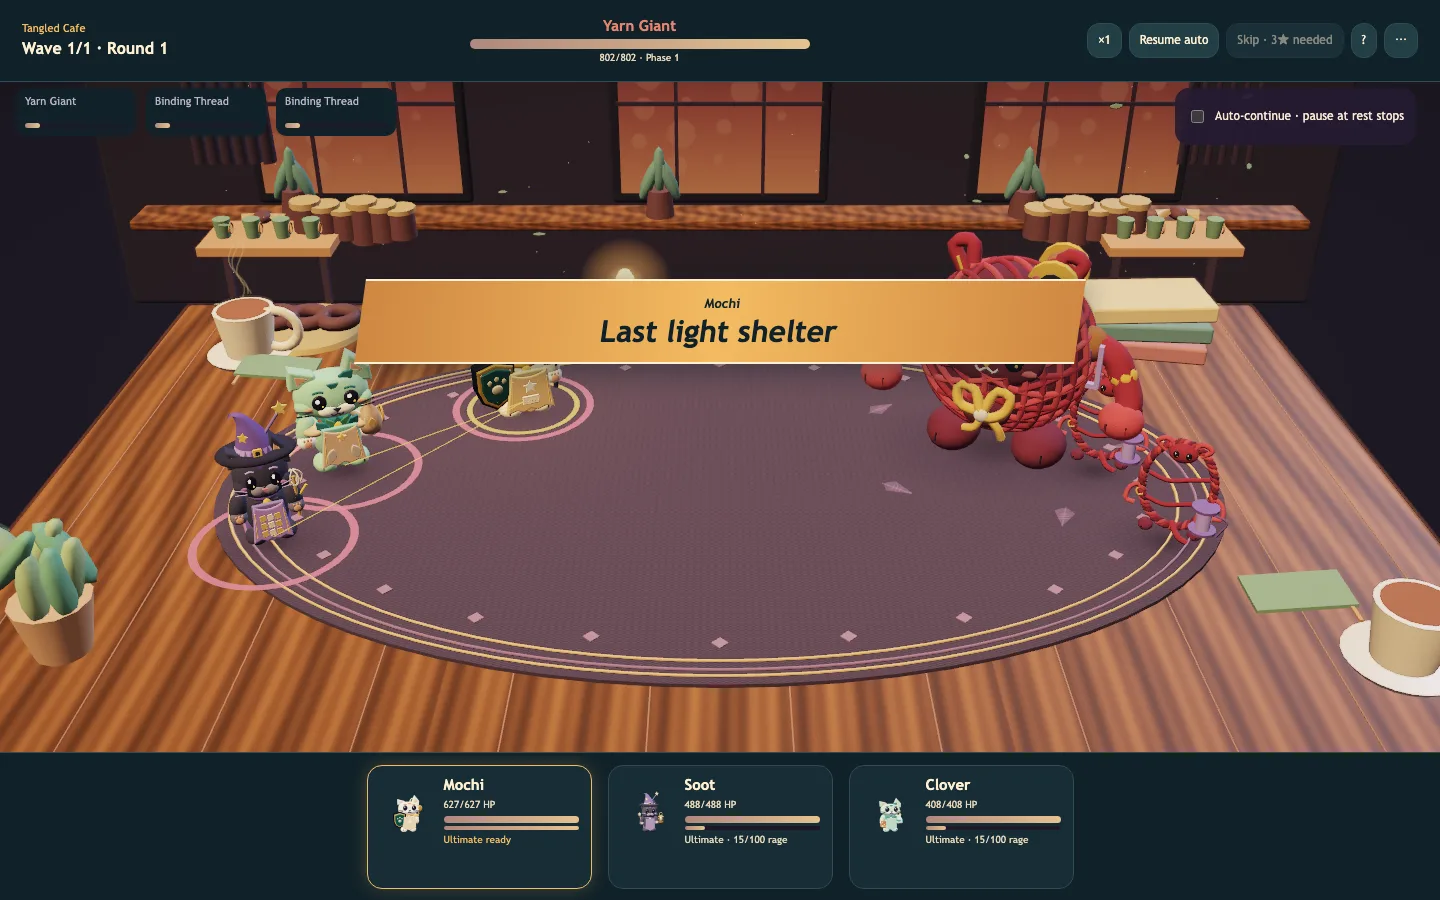 Tangled Cafe
Wave 1/1 · Round 1
Yarn Giant
802/802 · Phase 1
×1
Resume auto
Skip · 3★ needed
?
···
Yarn Giant
Binding Thread
Binding Thread
Auto-continue · pause at rest stops
Mochi
Last light shelter
Mochi
627/627 HP
Ultimate ready
Soot
488/488 HP
Ultimate · 15/100 rage
Clover
408/408 HP
Ultimate · 15/100 rage